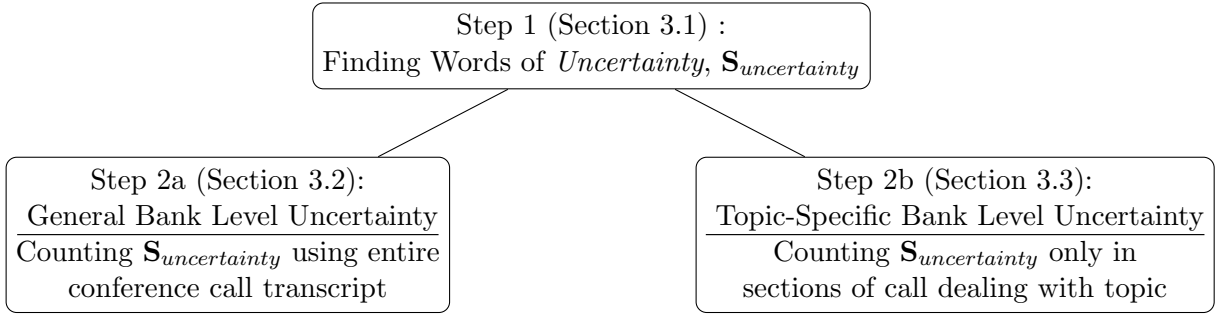 Step 1 (Section 3.1) :
Finding Words of Uncertainty, S_uncertainty
Step 2a (Section 3.2):
General Bank Level Uncertainty
Counting S_uncertainty using entire
conference call transcript
Step 2b (Section 3.3):
Topic-Specific Bank Level Uncertainty
Counting S_uncertainty only in
sections of call dealing with topic